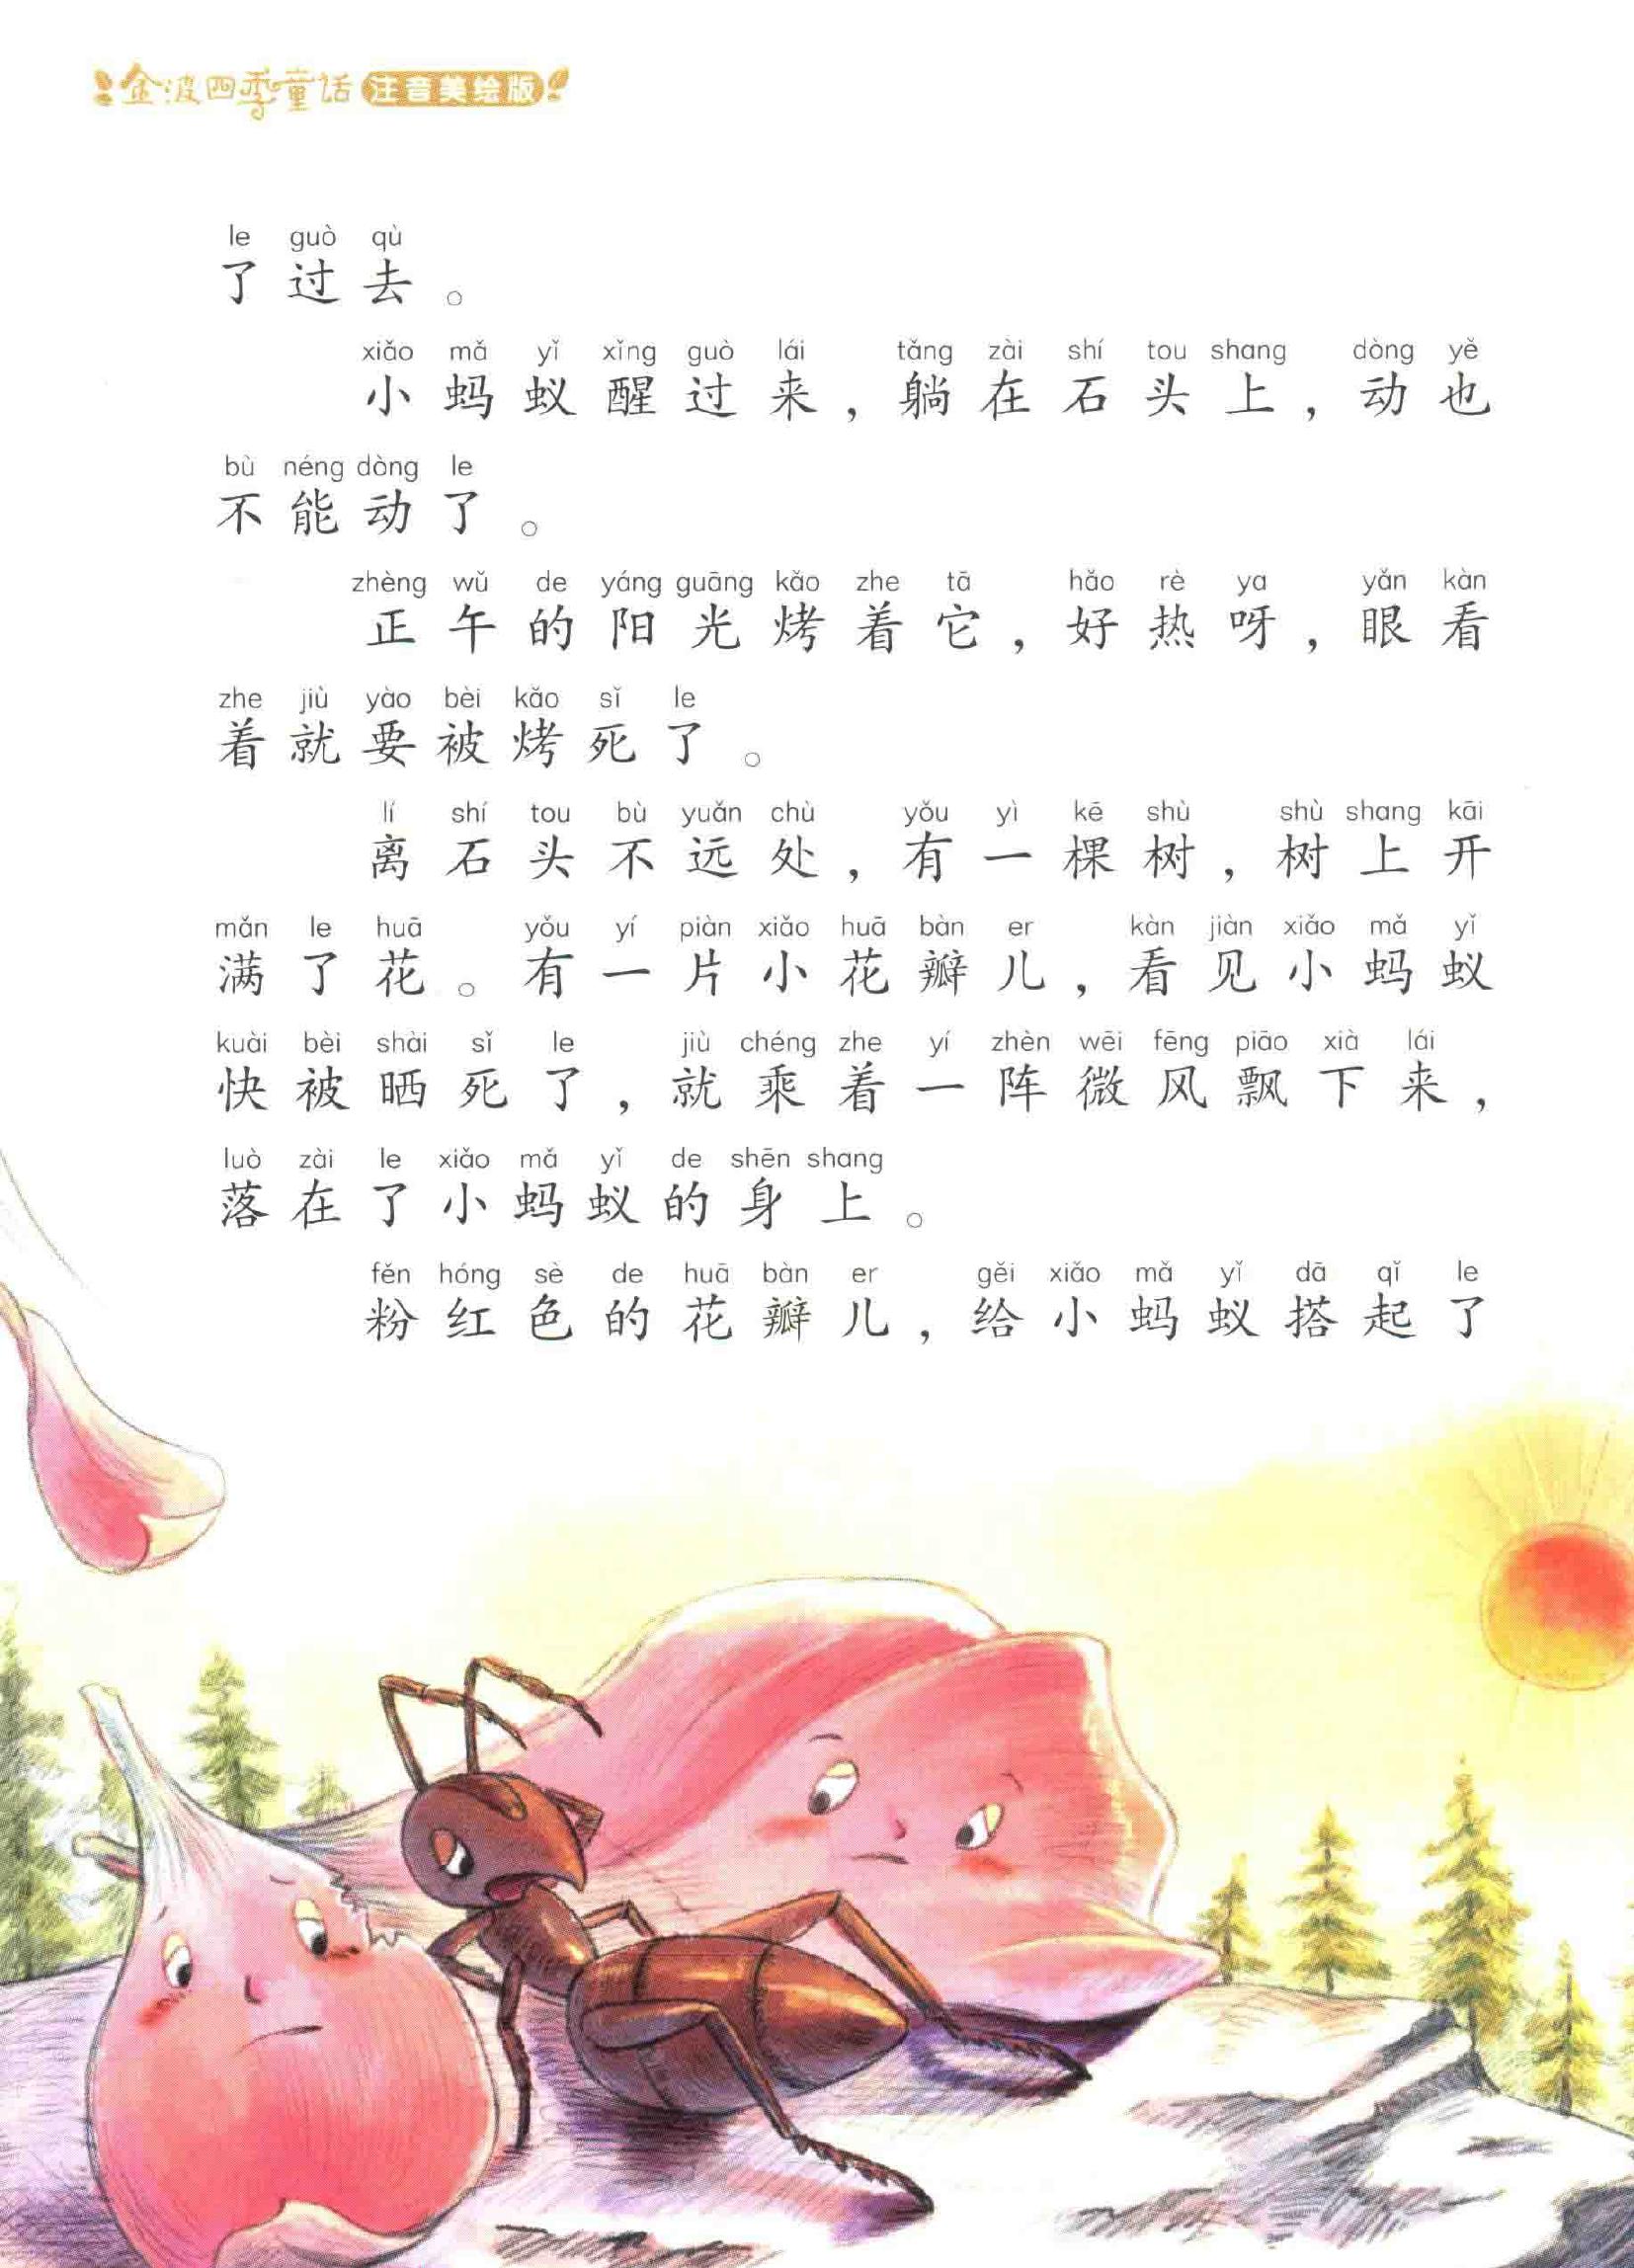 金波四季童话 注音美绘版
le guò qù
了过去。
xiǎo mǎ yǐ xǐng guò lái tǎng zài shí tou shang dòng yě
小蚂蚁醒过来，躺在石头上，动也
bù néng dòng le
不能动了。
zhèng wǔ de yáng guāng kǎo zhe tā hǎo rè ya yǎn kàn
正午的阳光烤着它，好热呀，眼看
zhe jiù yào bèi kǎo sǐ le
着就要被烤死了。
lí shí tou bù yuǎn chù yǒu yì kē shù shù shang kāi
离石头不远处，有一棵树，树上开
mǎn le huā yǒu yí piàn xiǎo huā bàn er kàn jiàn xiǎo mǎ yǐ
满了花。有一片小花瓣儿，看见小蚂蚁
kuài bèi shài sǐ le jiù chéng zhe yí zhèn wēi fēng piāo xià lái
快被晒死了，就乘着一阵微风飘下来，
luò zài le xiǎo mǎ yǐ de shēn shang
落在了小蚂蚁的身上。
fěn hóng sè de huā bàn er gěi xiǎo mǎ yǐ dā qǐ le
粉红色的花瓣儿，给小蚂蚁搭起了